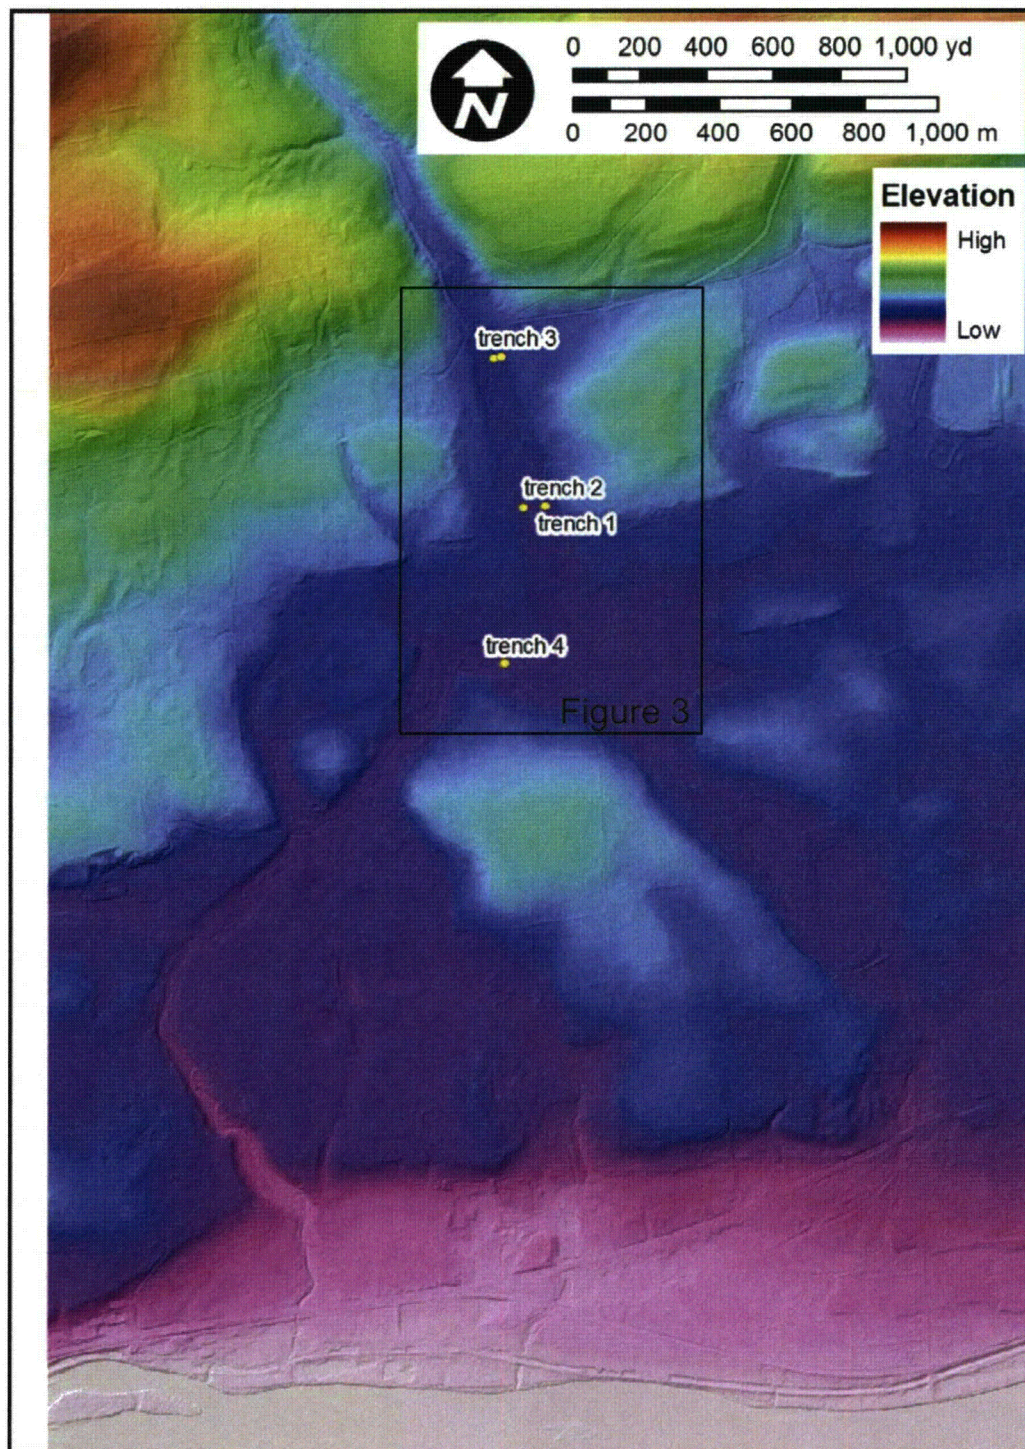 0 200 400 600 800 1,000 yd
N
0 200 400 600 800 1,000 m
Elevation
High
Low
trench 3
trench 2
trench 1
trench 4
Figure 3